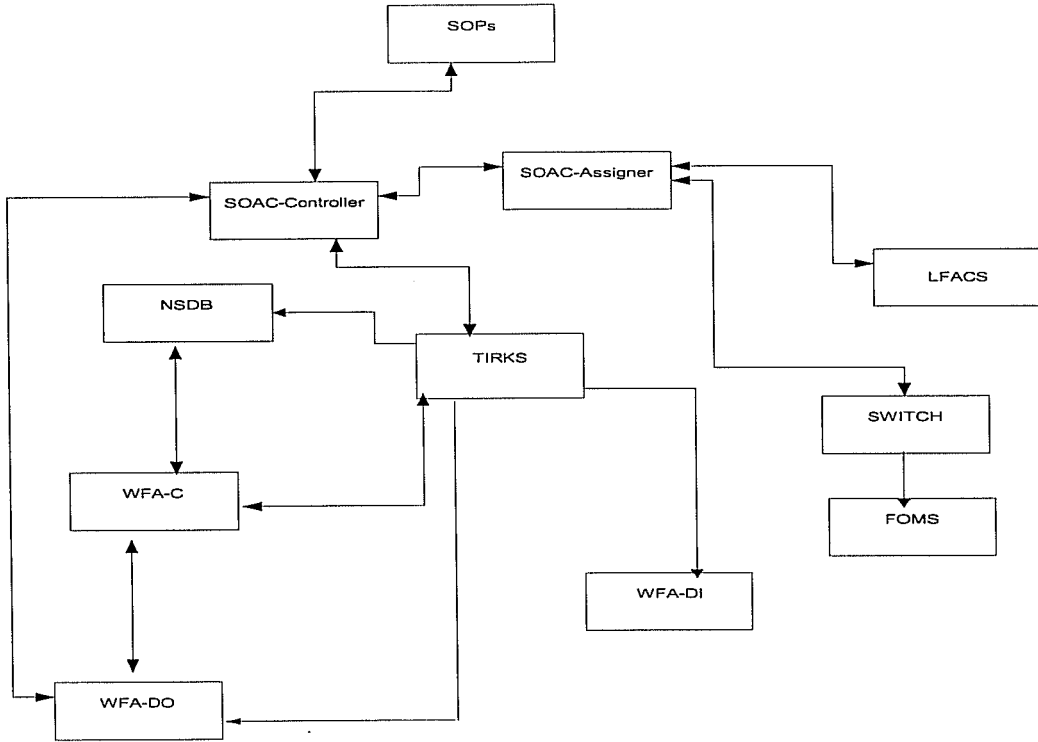 SOPs
SOAC-Assigner
SOAC-Controller
LFACS
NSDB
TIRKS
SWITCH
WFA-C
FOMS
WFA-DI
WFA-DO